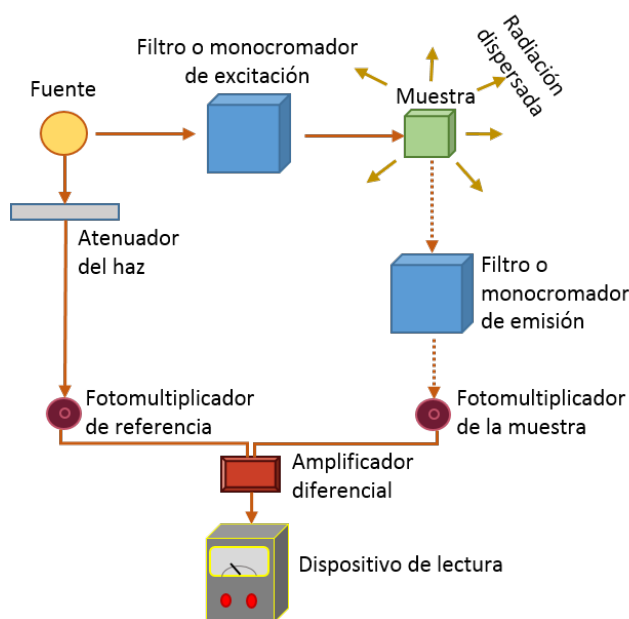 Filtro o monocromador
de excitación
Radiación
dispersada
Fuente
Muestra
Atenuador
del haz
Filtro o
monocromador
de emisión
Fotomultiplicador
de referencia
Fotomultiplicador
de la muestra
Amplificador
diferencial
Dispositivo de lectura